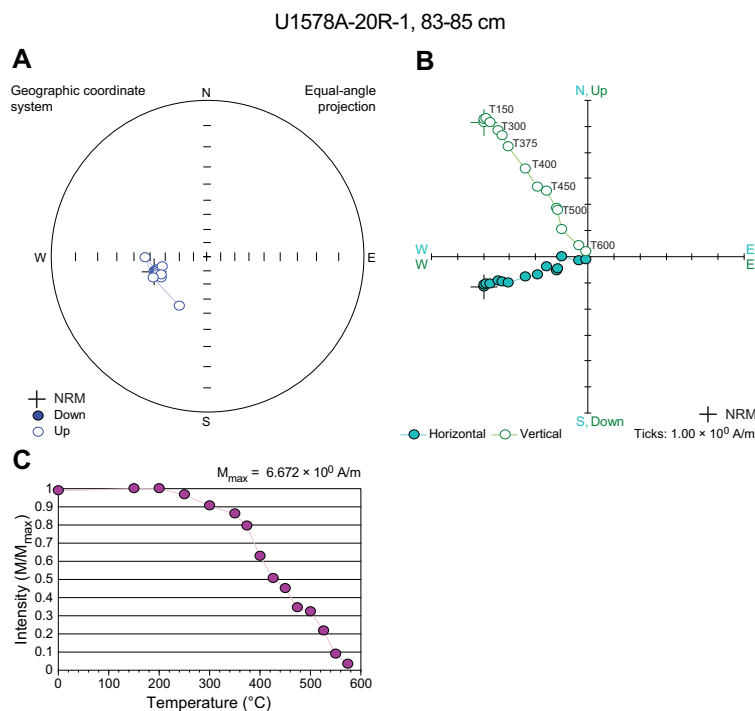 U1578A-20R-1, 83-85 cm
A
Geographic coordinate
system
Equal-angle
projection
N
W
E
S
NRM
Down
Up
B
N, Up
T150
T300
T375
T400
T450
T500
T600
W
W
E
E
S, Down
NRM
Horizontal
Vertical
Ticks: 1.00 × 10⁰ A/m
C
Mmax = 6.672 × 10⁰ A/m
1
0.9
0.8
0.7
0.6
0.5
0.4
0.3
0.2
0.1
0
Intensity (M/Mmax)
0 100 200 300 400 500 600
Temperature (°C)